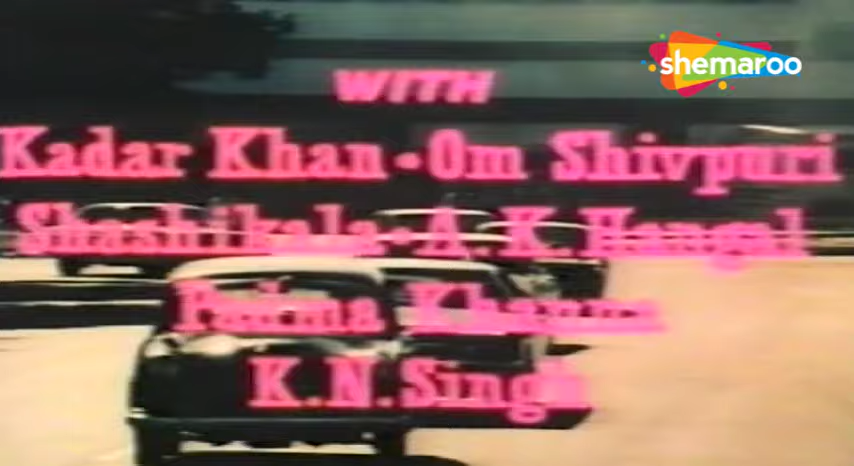 shemaroo
WITH
Kadar Khan • Om Shivpuri
Shashikala • A. K. Hangal
Padma Khanna
K.N.Singh